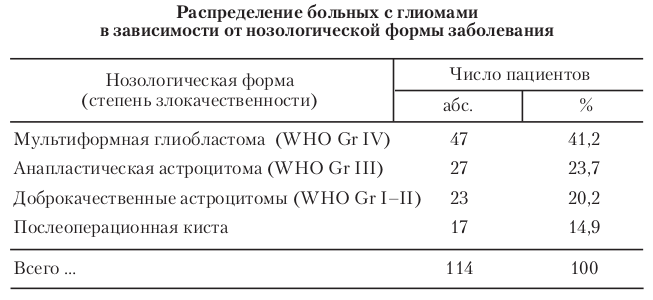 Распределение больных с глиомами
в зависимости от нозологической формы заболевания
Нозологическая форма
(степень злокачественности)
Число пациентов
абс.
%
Мультиформная глиобластома (WHO Gr IV) 47 41,2
Анапластическая астроцитома (WHO Gr III) 27 23,7
Доброкачественные астроцитомы (WHO Gr I–II) 23 20,2
Послеоперационная киста 17 14,9
Всего ... 114 100